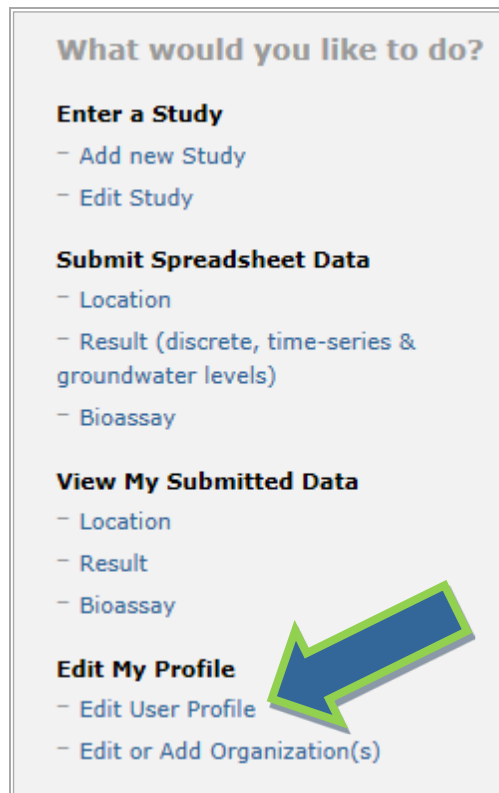 What would you like to do?
Enter a Study
- Add new Study
- Edit Study
Submit Spreadsheet Data
- Location
- Result (discrete, time-series &
groundwater levels)
- Bioassay
View My Submitted Data
- Location
- Result
- Bioassay
Edit My Profile
- Edit User Profile
- Edit or Add Organization(s)